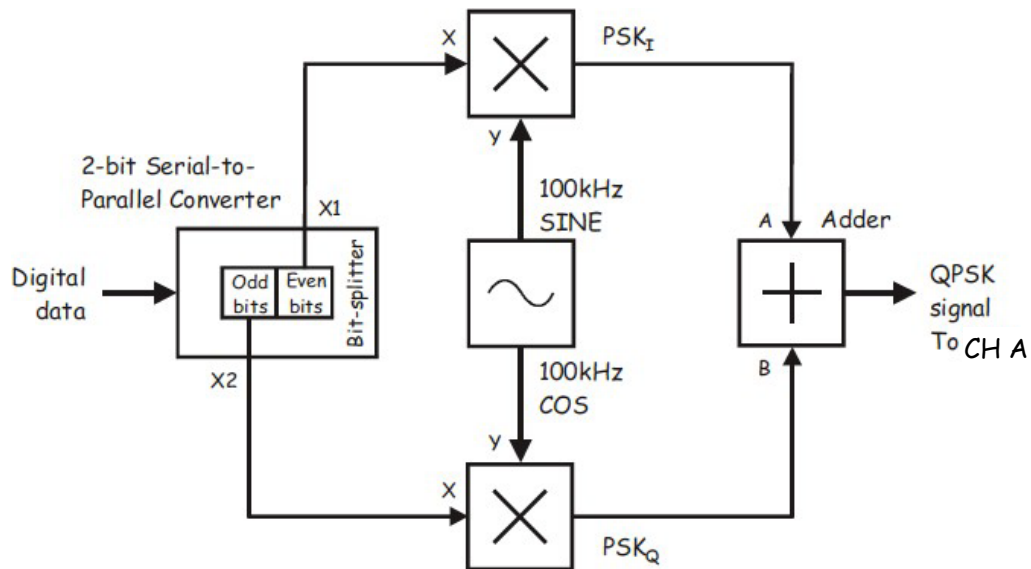 X
PSK_I
Y
2-bit Serial-to-
Parallel Converter
X1
100kHz
SINE
A
Adder
Digital
data
Odd
bits
Even
bits
Bit-splitter
QPSK
signal
To CH A
X2
100kHz
COS
B
Y
X
PSK_Q